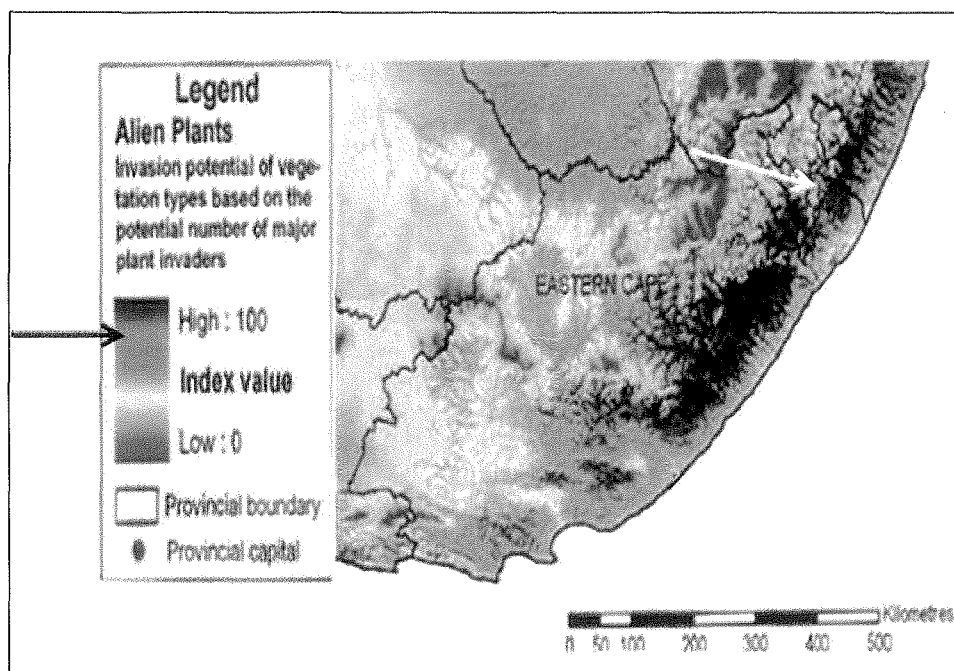 Legend
Alien Plants
Invasion potential of vege-
tation types based on the
potential number of major
plant invaders
High : 100
Index value
Low : 0
Provincial boundary
Provincial capital
EASTERN CAPE
Kilometres
0 50 100 200 300 400 500